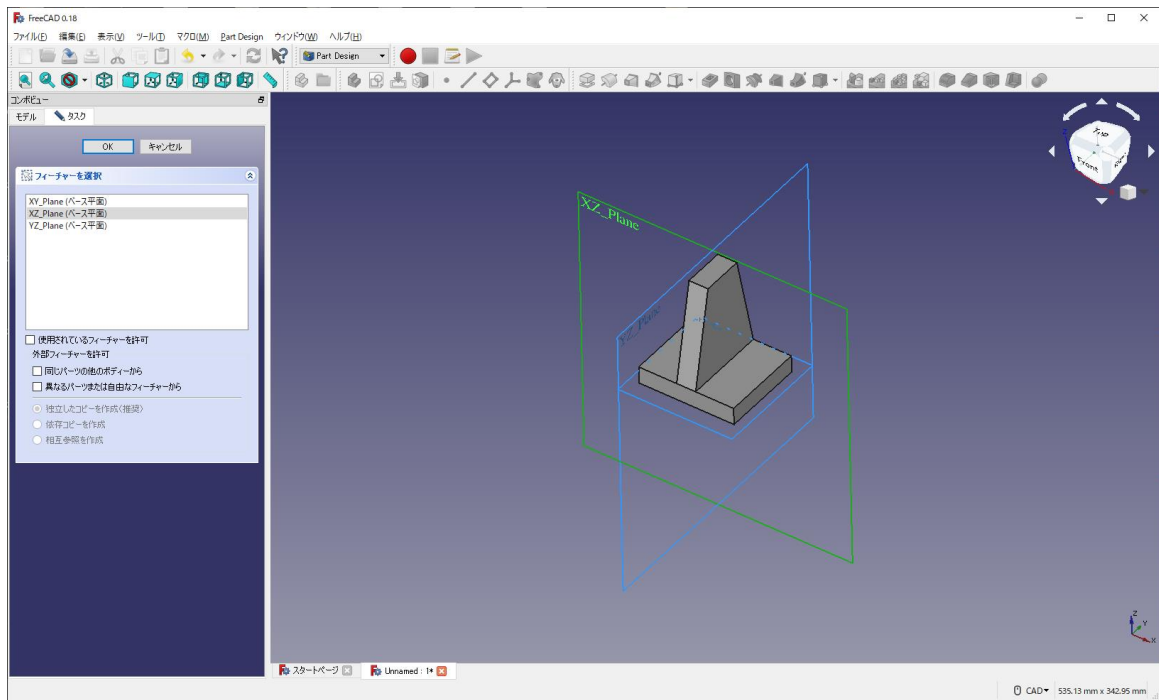 FreeCAD 0.18
ファイル(F) 編集(E) 表示(V) ツール(T) マクロ(M) Part Design ウィンドウ(W) ヘルプ(H)
Part Design
コンボビュー
モデル タスク
OK キャンセル
フィーチャーを選択
XY_Plane (ベース平面)
XZ_Plane (ベース平面)
YZ_Plane (ベース平面)
使用されているフィーチャーを許可
外部フィーチャーを許可
同じパーツの他のボディーから
異なるパーツまたは自由なフィーチャーから
独立したコピーを作成(推奨)
依存コピーを作成
相互参照を作成
XZ_Plane
YZ_Plane
Top
Front
Z
Y
X
スタートページ Unnamed : 1*
CAD 535.13 mm x 342.95 mm